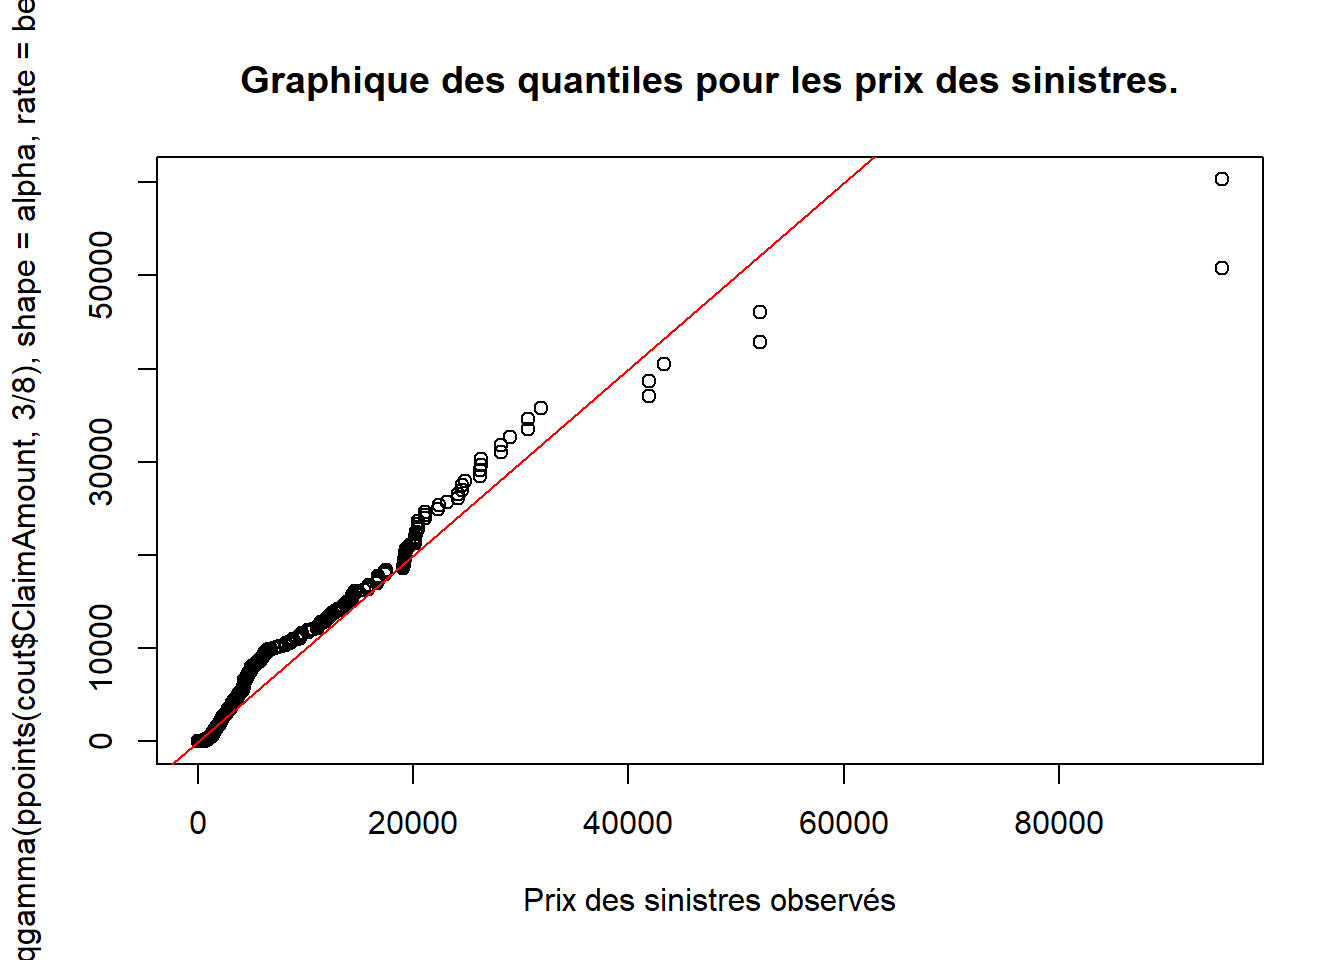 Graphique des quantiles pour les prix des sinistres.
qgamma(ppoints(cout$ClaimAmount, 3/8), shape = alpha, rate = be
50000
30000
10000
0
0 20000 40000 60000 80000
Prix des sinistres observés